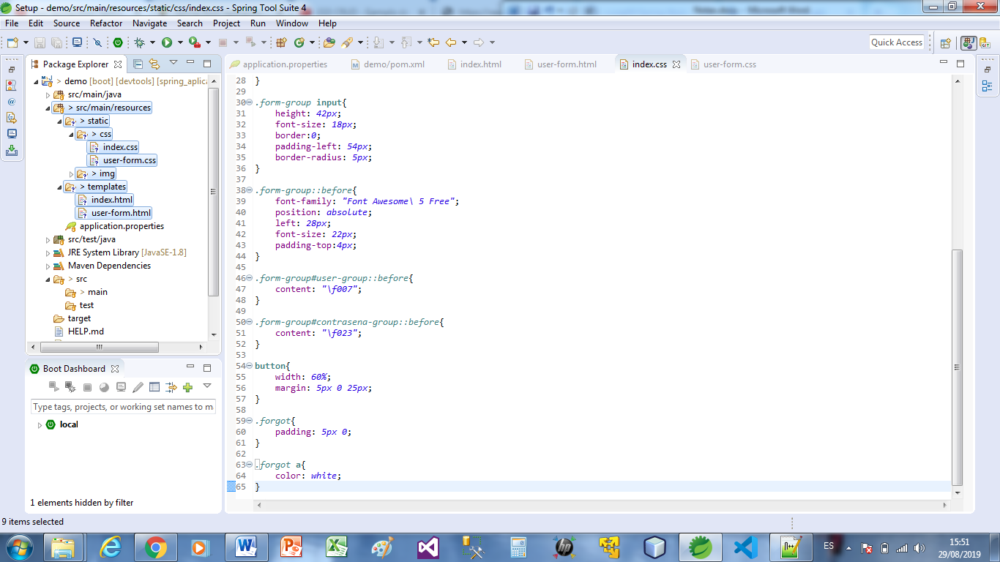 Setup - demo/src/main/resources/static/css/index.css - Spring Tool Suite 4
File Edit Source Refactor Navigate Search Project Run Window Help
Quick Access
Package Explorer
> demo [boot] [devtools] [spring_aplica
src/main/java
> src/main/resources
> static
> css
index.css
user-form.css
> img
> templates
index.html
user-form.html
application.properties
src/test/java
JRE System Library [JavaSE-1.8]
Maven Dependencies
> src
> main
test
target
HELP.md
Boot Dashboard
Type tags, projects, or working set names to m
local
1 elements hidden by filter
application.properties demo/pom.xml index.html user-form.html index.css user-form.css
28 }
29
30 .form-group input{
31 height: 42px;
32 font-size: 18px;
33 border:0;
34 padding-left: 54px;
35 border-radius: 5px;
36 }
37
38 .form-group::before{
39 font-family: "Font Awesome\ 5 Free";
40 position: absolute;
41 left: 28px;
42 font-size: 22px;
43 padding-top:4px;
44 }
45
46 .form-group#user-group::before{
47 content: "\f007";
48 }
49
50 .form-group#contrasena-group::before{
51 content: "\f023";
52 }
53
54 button{
55 width: 60%;
56 margin: 5px 0 25px;
57 }
58
59 .forgot{
60 padding: 5px 0;
61 }
62
63 .forgot a{
64 color: white;
65 }
9 items selected
ES
15:51
29/08/2019